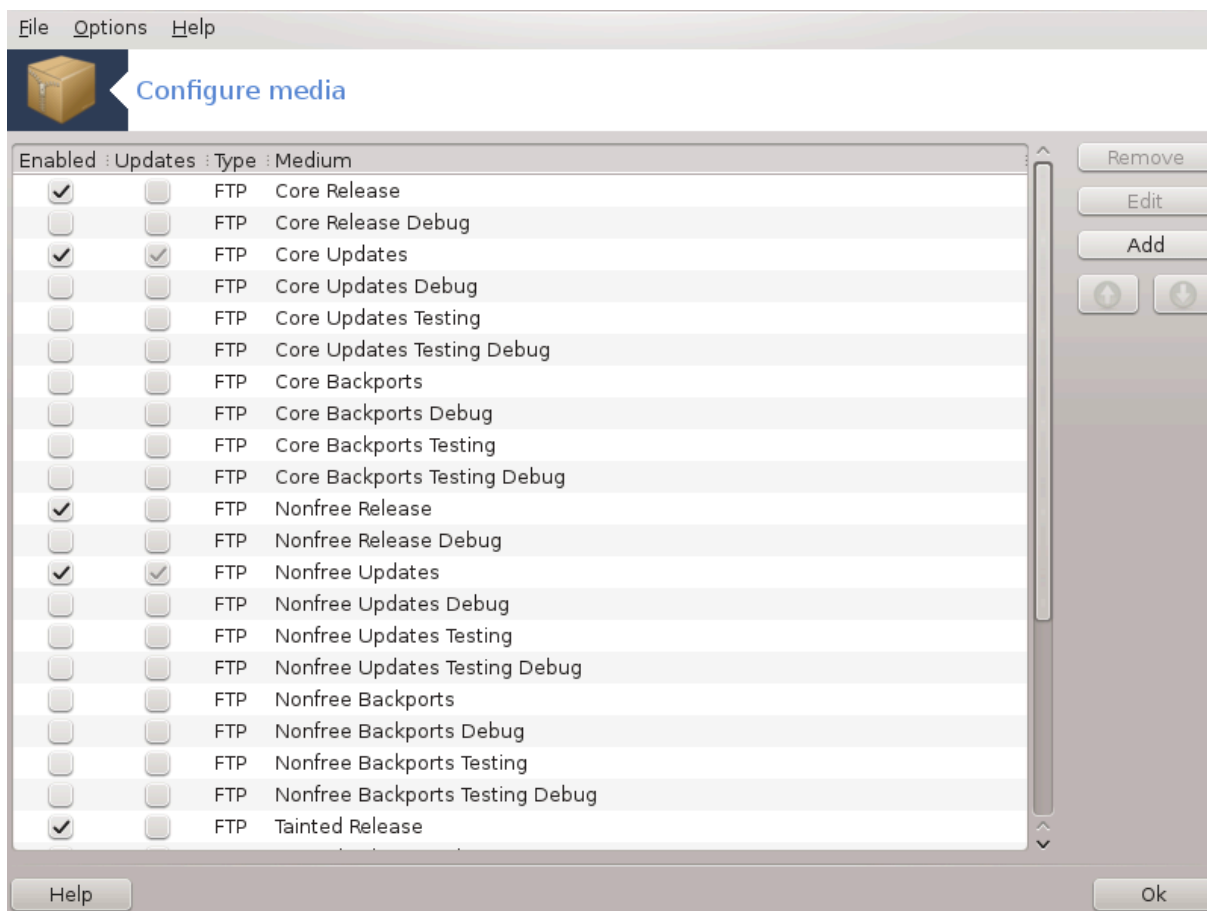 File Options Help
Configure media
Enabled Updates Type Medium
Remove
FTP Core Release
Edit
FTP Core Release Debug
Add
FTP Core Updates
FTP Core Updates Debug
FTP Core Updates Testing
FTP Core Updates Testing Debug
FTP Core Backports
FTP Core Backports Debug
FTP Core Backports Testing
FTP Core Backports Testing Debug
FTP Nonfree Release
FTP Nonfree Release Debug
FTP Nonfree Updates
FTP Nonfree Updates Debug
FTP Nonfree Updates Testing
FTP Nonfree Updates Testing Debug
FTP Nonfree Backports
FTP Nonfree Backports Debug
FTP Nonfree Backports Testing
FTP Nonfree Backports Testing Debug
FTP Tainted Release
Help
Ok